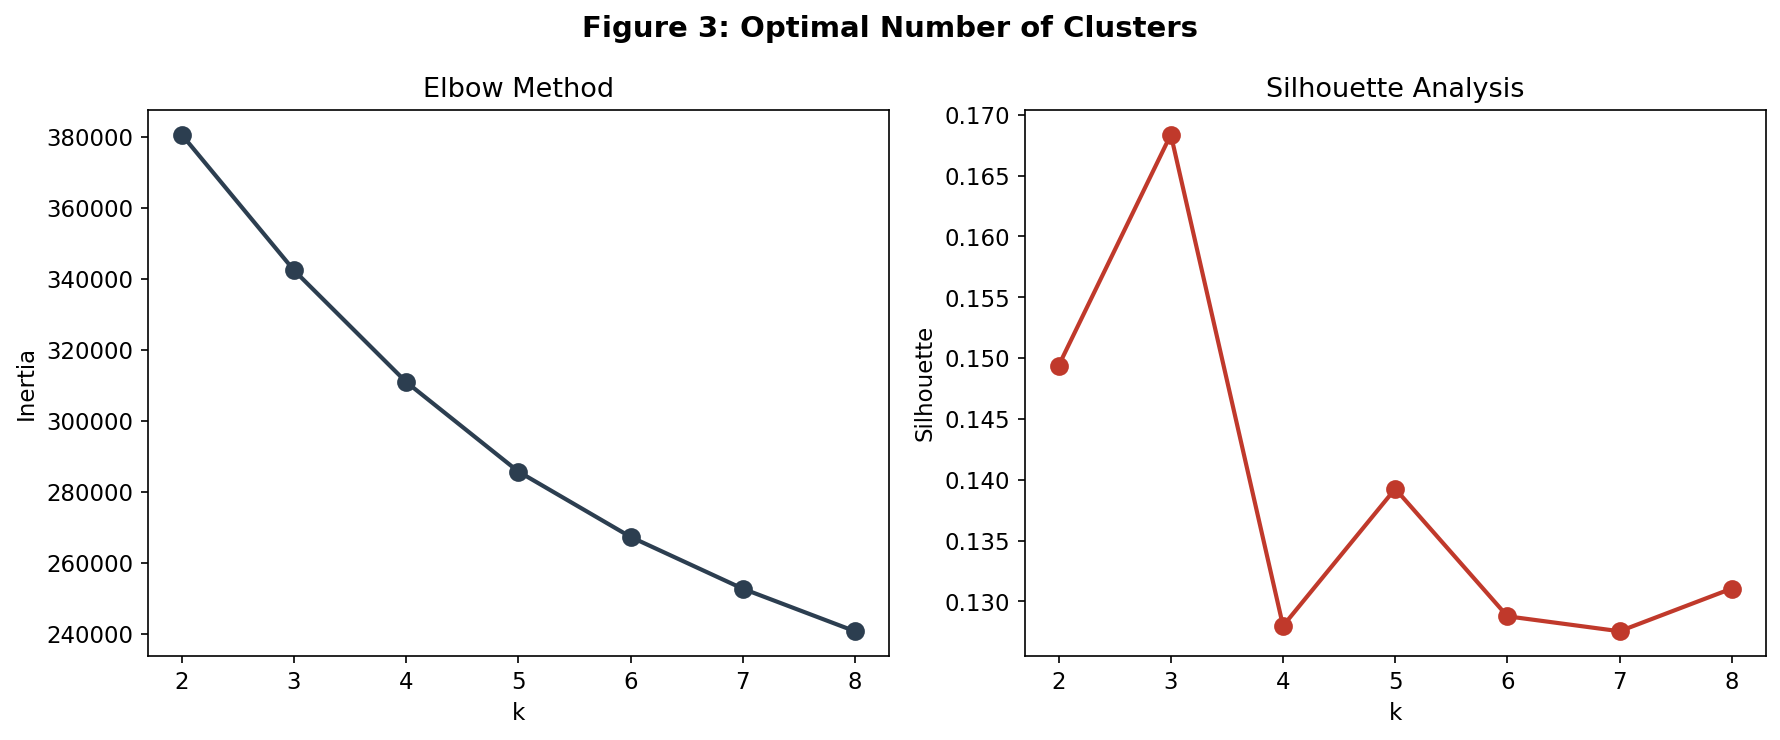 Figure 3: Optimal Number of Clusters
Elbow Method
380000
360000
340000
320000
300000
280000
260000
240000
Inertia
2 3 4 5 6 7 8
k
Silhouette Analysis
0.170
0.165
0.160
0.155
0.150
0.145
0.140
0.135
0.130
Silhouette
2 3 4 5 6 7 8
k